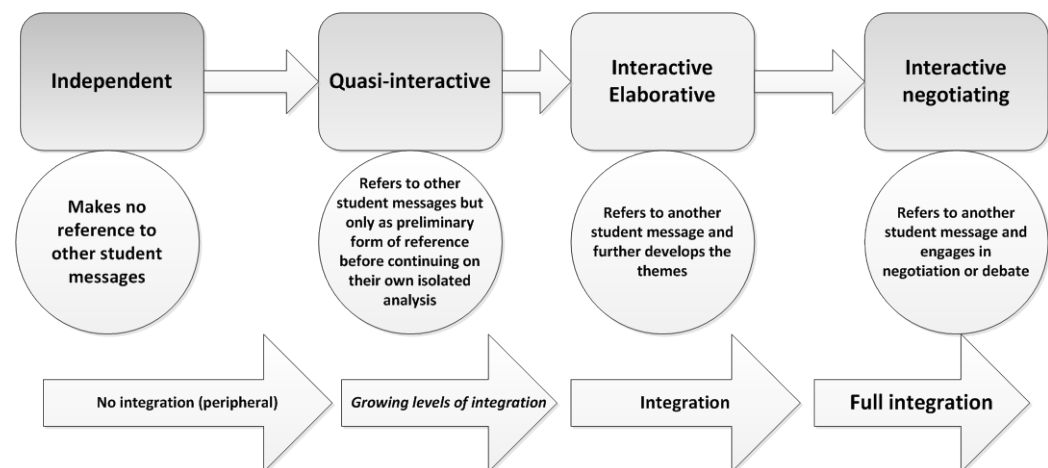 Independent
Quasi-interactive
Interactive
Elaborative
Interactive
negotiating
Makes no
reference to
other student
messages
Refers to other
student messages but
only as preliminary
form of reference
before continuing on
their own isolated
analysis
Refers to another
student message and
further develops the
themes
Refers to another
student message and
engages in
negotiation or debate
No integration (peripheral)
Growing levels of integration
Integration
Full integration